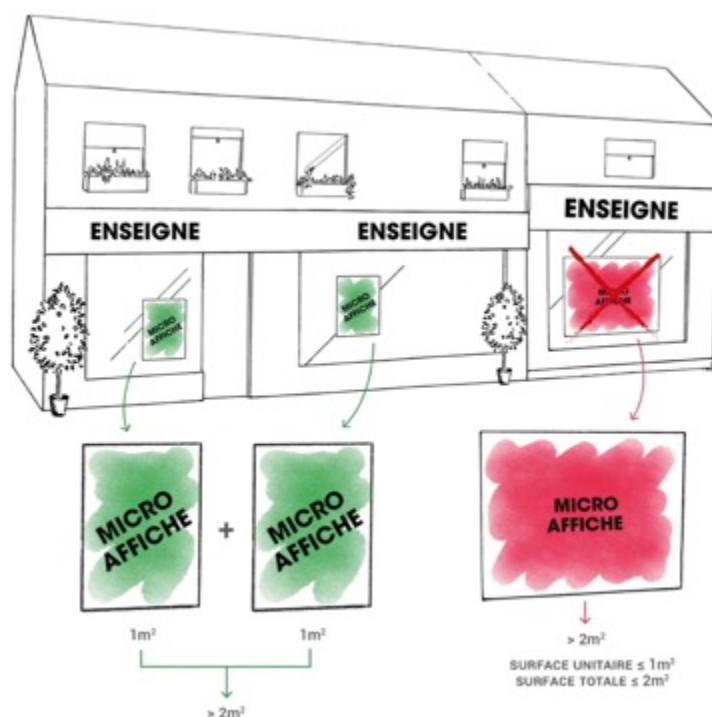 ENSEIGNE
ENSEIGNE
ENSEIGNE
MICRO
AFFICHE
MICRO
AFFICHE
MICRO
AFFICHE
MICRO
AFFICHE
+
MICRO
AFFICHE
MICRO
AFFICHE
1m²
1m²
> 2m²
> 2m²
SURFACE UNITAIRE ≤ 1m²
SURFACE TOTALE ≤ 2m²